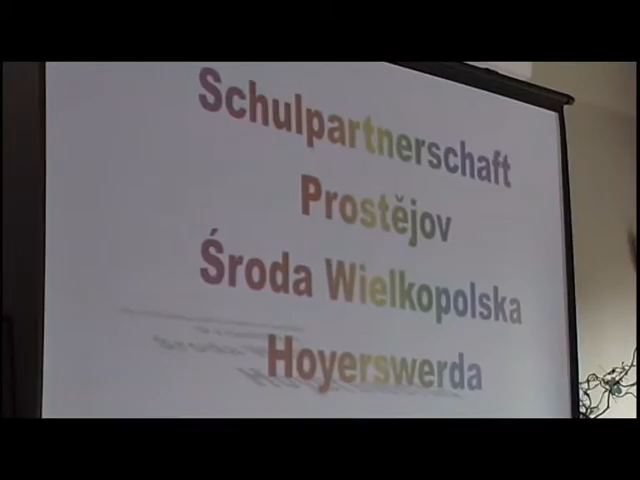 Schulpartnerschaft
Prostějov
Środa Wielkopolska
Hoyerswerda